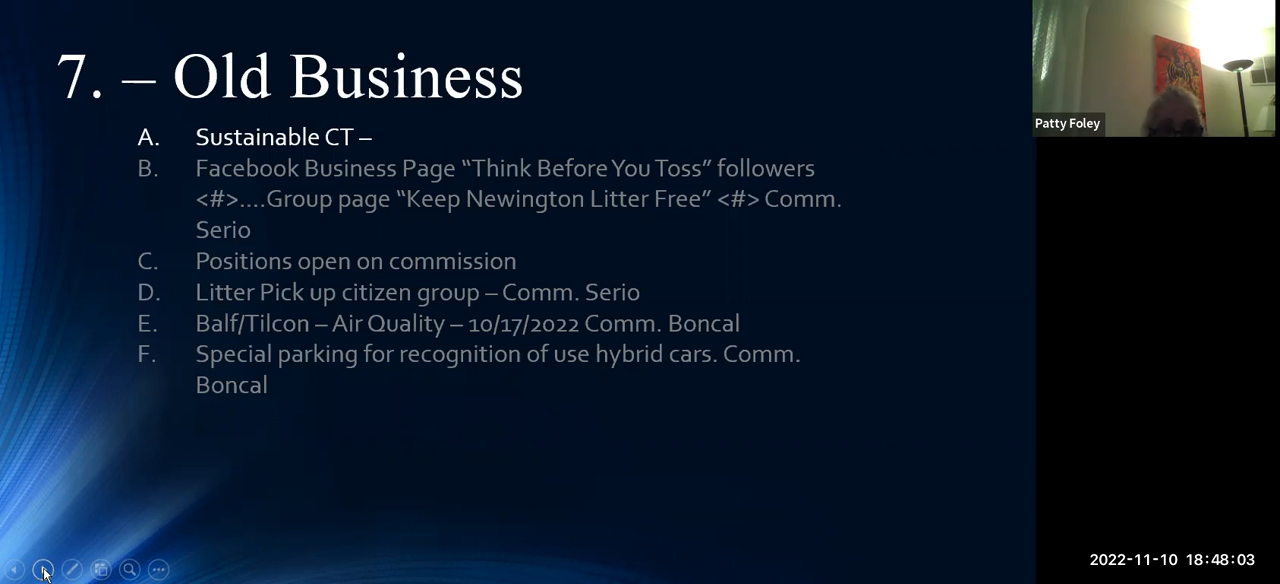 7. – Old Business
A. Sustainable CT –
B. Facebook Business Page “Think Before You Toss” followers
<#>....Group page “Keep Newington Litter Free” <#> Comm.
Serio
C. Positions open on commission
D. Litter Pick up citizen group – Comm. Serio
E. Balf/Tilcon – Air Quality – 10/17/2022 Comm. Boncal
F. Special parking for recognition of use hybrid cars. Comm.
Boncal
Patty Foley
2022-11-10 18:48:03